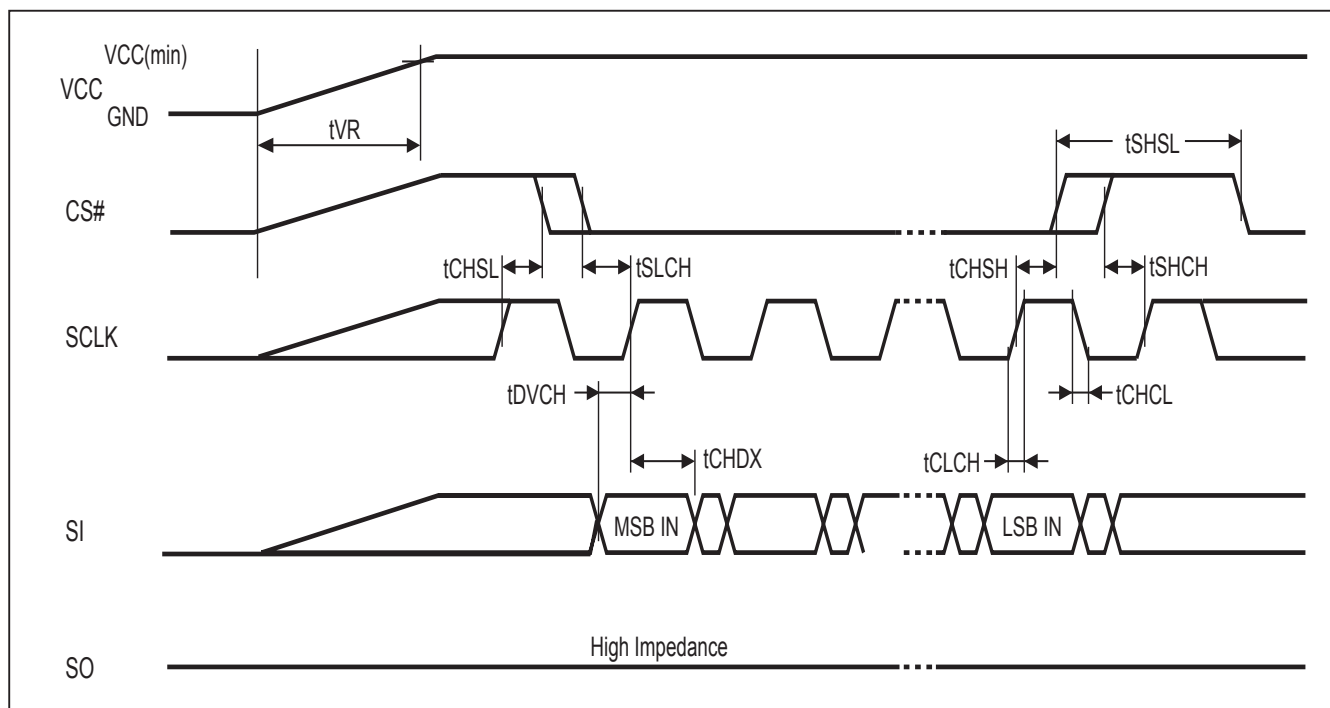 VCC(min)
VCC
GND
tVR
tSHSL
CS#
tCHSL
tSLCH
tCHSH
tSHCH
SCLK
tDVCH
tCHCL
tCHDX
tCLCH
SI
MSB IN
LSB IN
High Impedance
SO